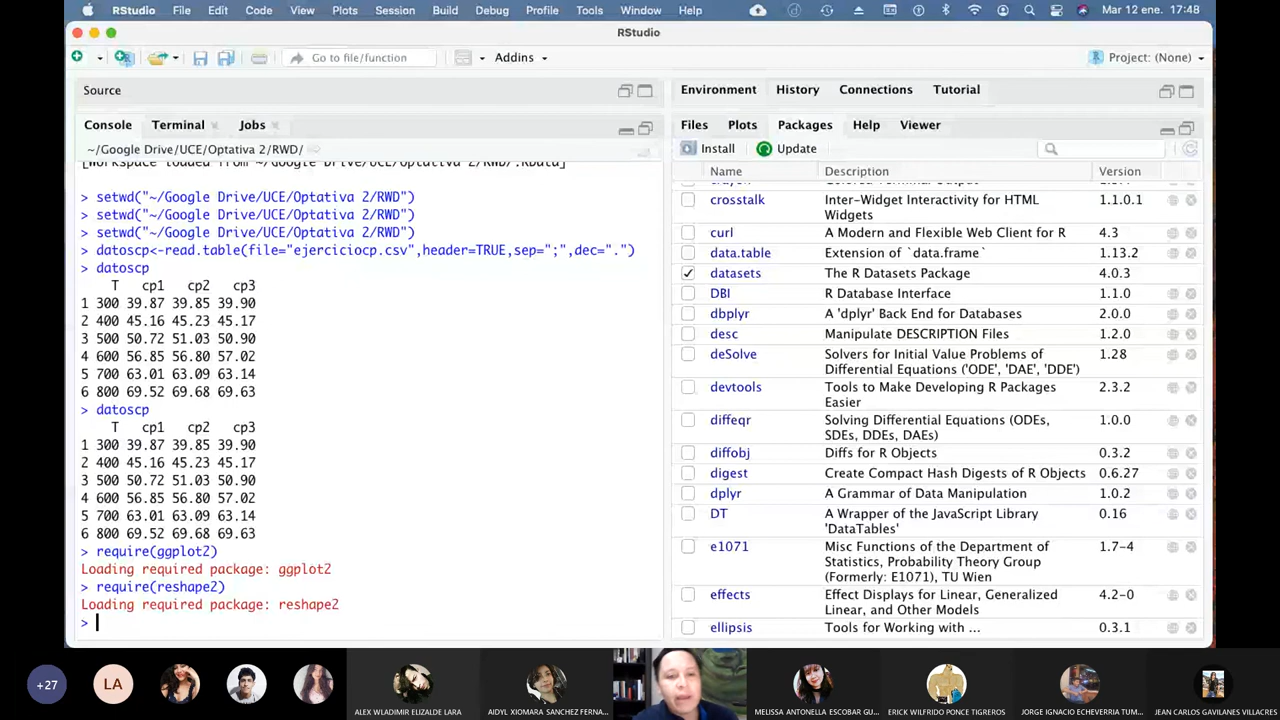 RStudio File Edit Code View Plots Session Build Debug Profile Tools Window Help Mar 12 ene. 17:48
RStudio
Go to file/function Addins Project: (None)
Source
Environment History Connections Tutorial
Console Terminal Jobs
Files Plots Packages Help Viewer
~/Google Drive/UCE/Optativa 2/RWD/
Install Update
[Workspace loaded from ~/Google Drive/UCE/Optativa 2/RWD/.RData]
> setwd("~/Google Drive/UCE/Optativa 2/RWD")
> setwd("~/Google Drive/UCE/Optativa 2/RWD")
> setwd("~/Google Drive/UCE/Optativa 2/RWD")
> datoscp<-read.table(file="ejerciciocp.csv",header=TRUE,sep=";",dec=".")
> datoscp
T cp1 cp2 cp3
1 300 39.87 39.85 39.90
2 400 45.16 45.23 45.17
3 500 50.72 51.03 50.90
4 600 56.85 56.80 57.02
5 700 63.01 63.09 63.14
6 800 69.52 69.68 69.63
> datoscp
T cp1 cp2 cp3
1 300 39.87 39.85 39.90
2 400 45.16 45.23 45.17
3 500 50.72 51.03 50.90
4 600 56.85 56.80 57.02
5 700 63.01 63.09 63.14
6 800 69.52 69.68 69.63
> require(ggplot2)
Loading required package: ggplot2
> require(reshape2)
Loading required package: reshape2
>
Name Description Version
crosstalk Inter-Widget Interactivity for HTML 1.1.0.1
Widgets
curl A Modern and Flexible Web Client for R 4.3
data.table Extension of `data.frame` 1.13.2
datasets The R Datasets Package 4.0.3
DBI R Database Interface 1.1.0
dbplyr A 'dplyr' Back End for Databases 2.0.0
desc Manipulate DESCRIPTION Files 1.2.0
deSolve Solvers for Initial Value Problems of 1.28
Differential Equations ('ODE', 'DAE', 'DDE')
devtools Tools to Make Developing R Packages 2.3.2
Easier
diffeqr Solving Differential Equations (ODEs, 1.0.0
SDEs, DDEs, DAEs)
diffobj Diffs for R Objects 0.3.2
digest Create Compact Hash Digests of R Objects 0.6.27
dplyr A Grammar of Data Manipulation 1.0.2
DT A Wrapper of the JavaScript Library 0.16
'DataTables'
e1071 Misc Functions of the Department of 1.7-4
Statistics, Probability Theory Group
(Formerly: E1071), TU Wien
effects Effect Displays for Linear, Generalized 4.2-0
Linear, and Other Models
ellipsis Tools for Working with ... 0.3.1
+27 LA ALEX WLADIMIR ELIZALDE LARA AIDYL XIOMARA SANCHEZ FERNA... MELISSA ANTONELLA ESCOBAR GU... ERICK WILFRIDO PONCE TIGREROS JORGE IGNACIO ECHEVERRIA TUM... JEAN CARLOS GAVILANES VILLACRES